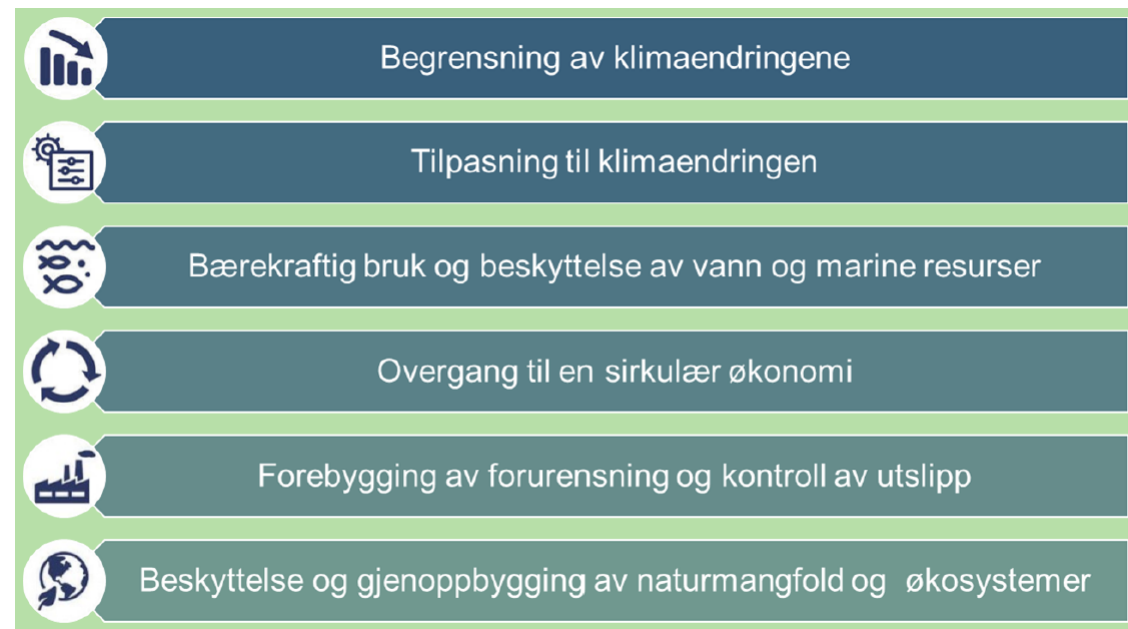 Begrensning av klimaendringene
Tilpasning til klimaendringen
Bærekraftig bruk og beskyttelse av vann og marine resurser
Overgang til en sirkulær økonomi
Forebygging av forurensning og kontroll av utslipp
Beskyttelse og gjenoppbygging av naturmangfold og økosystemer